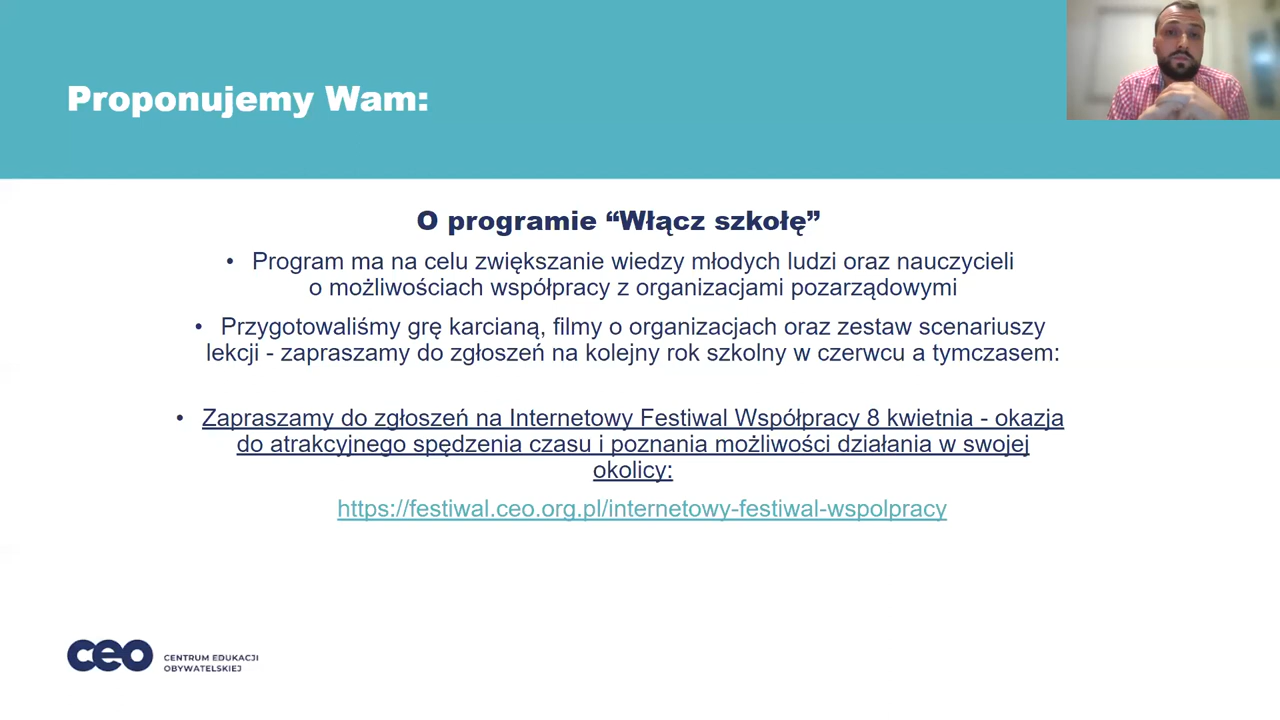 Proponujemy Wam:
O programie “Włącz szkołę”
• Program ma na celu zwiększanie wiedzy młodych ludzi oraz nauczycieli
o możliwościach współpracy z organizacjami pozarządowymi
• Przygotowaliśmy grę karcianą, filmy o organizacjach oraz zestaw scenariuszy
lekcji - zapraszamy do zgłoszeń na kolejny rok szkolny w czerwcu a tymczasem:
• Zapraszamy do zgłoszeń na Internetowy Festiwal Współpracy 8 kwietnia - okazja
do atrakcyjnego spędzenia czasu i poznania możliwości działania w swojej
okolicy:
https://festiwal.ceo.org.pl/internetowy-festiwal-wspolpracy
ceo CENTRUM EDUKACJI
OBYWATELSKIEJ